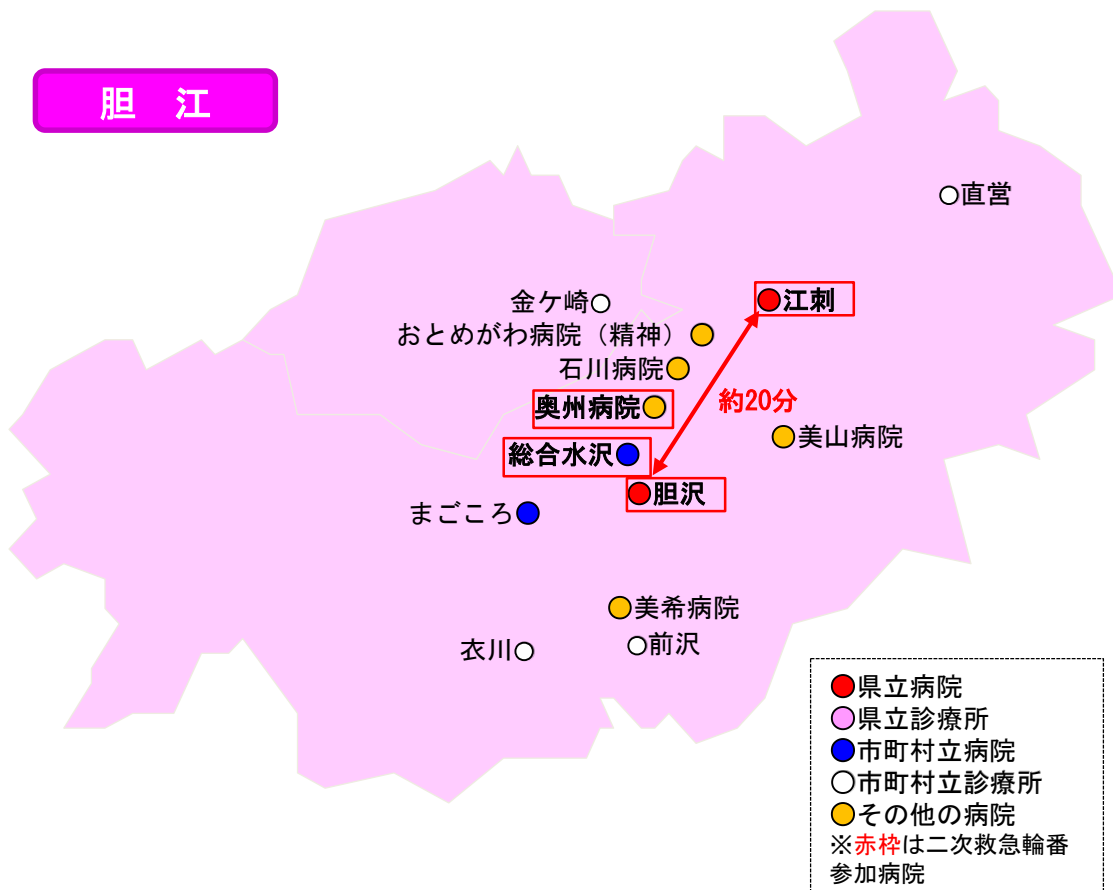 胆 江
直営
江刺
金ケ崎
おとめがわ病院（精神）
石川病院
奥州病院
約20分
美山病院
総合水沢
胆沢
まごころ
美希病院
衣川
前沢
県立病院
県立診療所
市町村立病院
市町村立診療所
その他の病院
※赤枠は二次救急輪番
参加病院